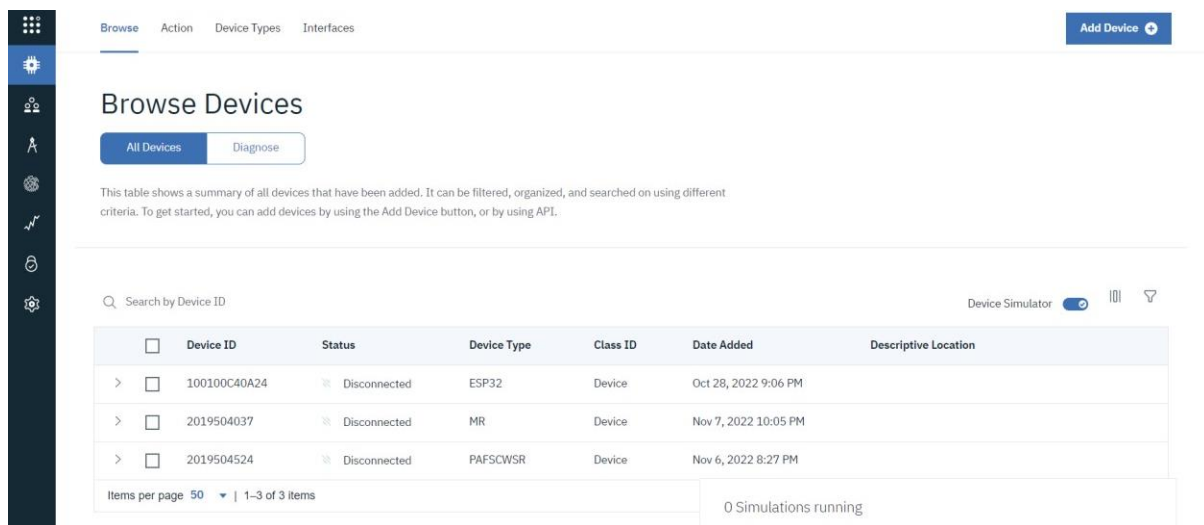 Browse Action Device Types Interfaces Add Device
Browse Devices
All Devices Diagnose
This table shows a summary of all devices that have been added. It can be filtered, organized, and searched on using different
criteria. To get started, you can add devices by using the Add Device button, or by using API.
Search by Device ID Device Simulator
Device ID Status Device Type Class ID Date Added Descriptive Location
100100C40A24 Disconnected ESP32 Device Oct 28, 2022 9:06 PM
2019504037 Disconnected MR Device Nov 7, 2022 10:05 PM
2019504524 Disconnected PAFSCWSR Device Nov 6, 2022 8:27 PM
Items per page 50 | 1–3 of 3 items
0 Simulations running